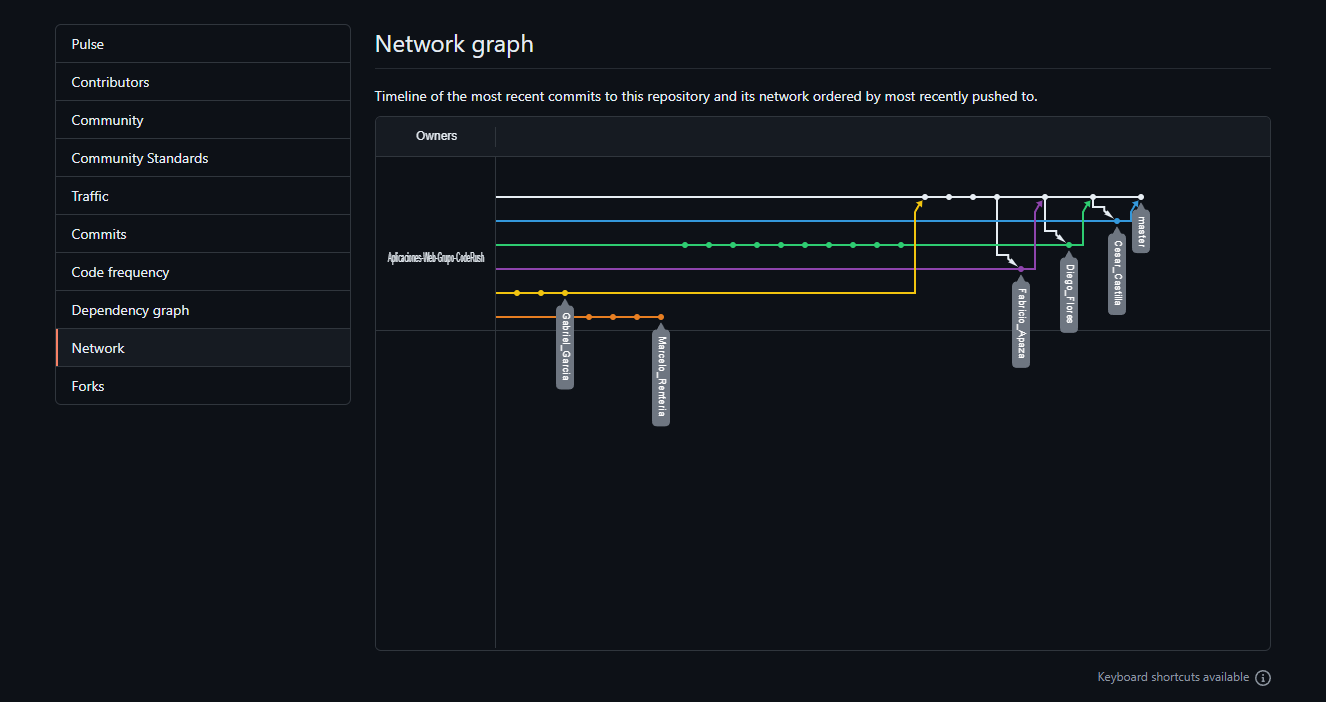 Pulse
Contributors
Community
Community Standards
Traffic
Commits
Code frequency
Dependency graph
Network
Forks
Network graph
Timeline of the most recent commits to this repository and its network ordered by most recently pushed to.
Owners
Aplicaciones-Web-Grupo-CodeRush
master
Cesar_Castilla
Diego_Flores
Fabricio_Apaza
Gabriel_Garcia
Marcelo_Renteria
Keyboard shortcuts available